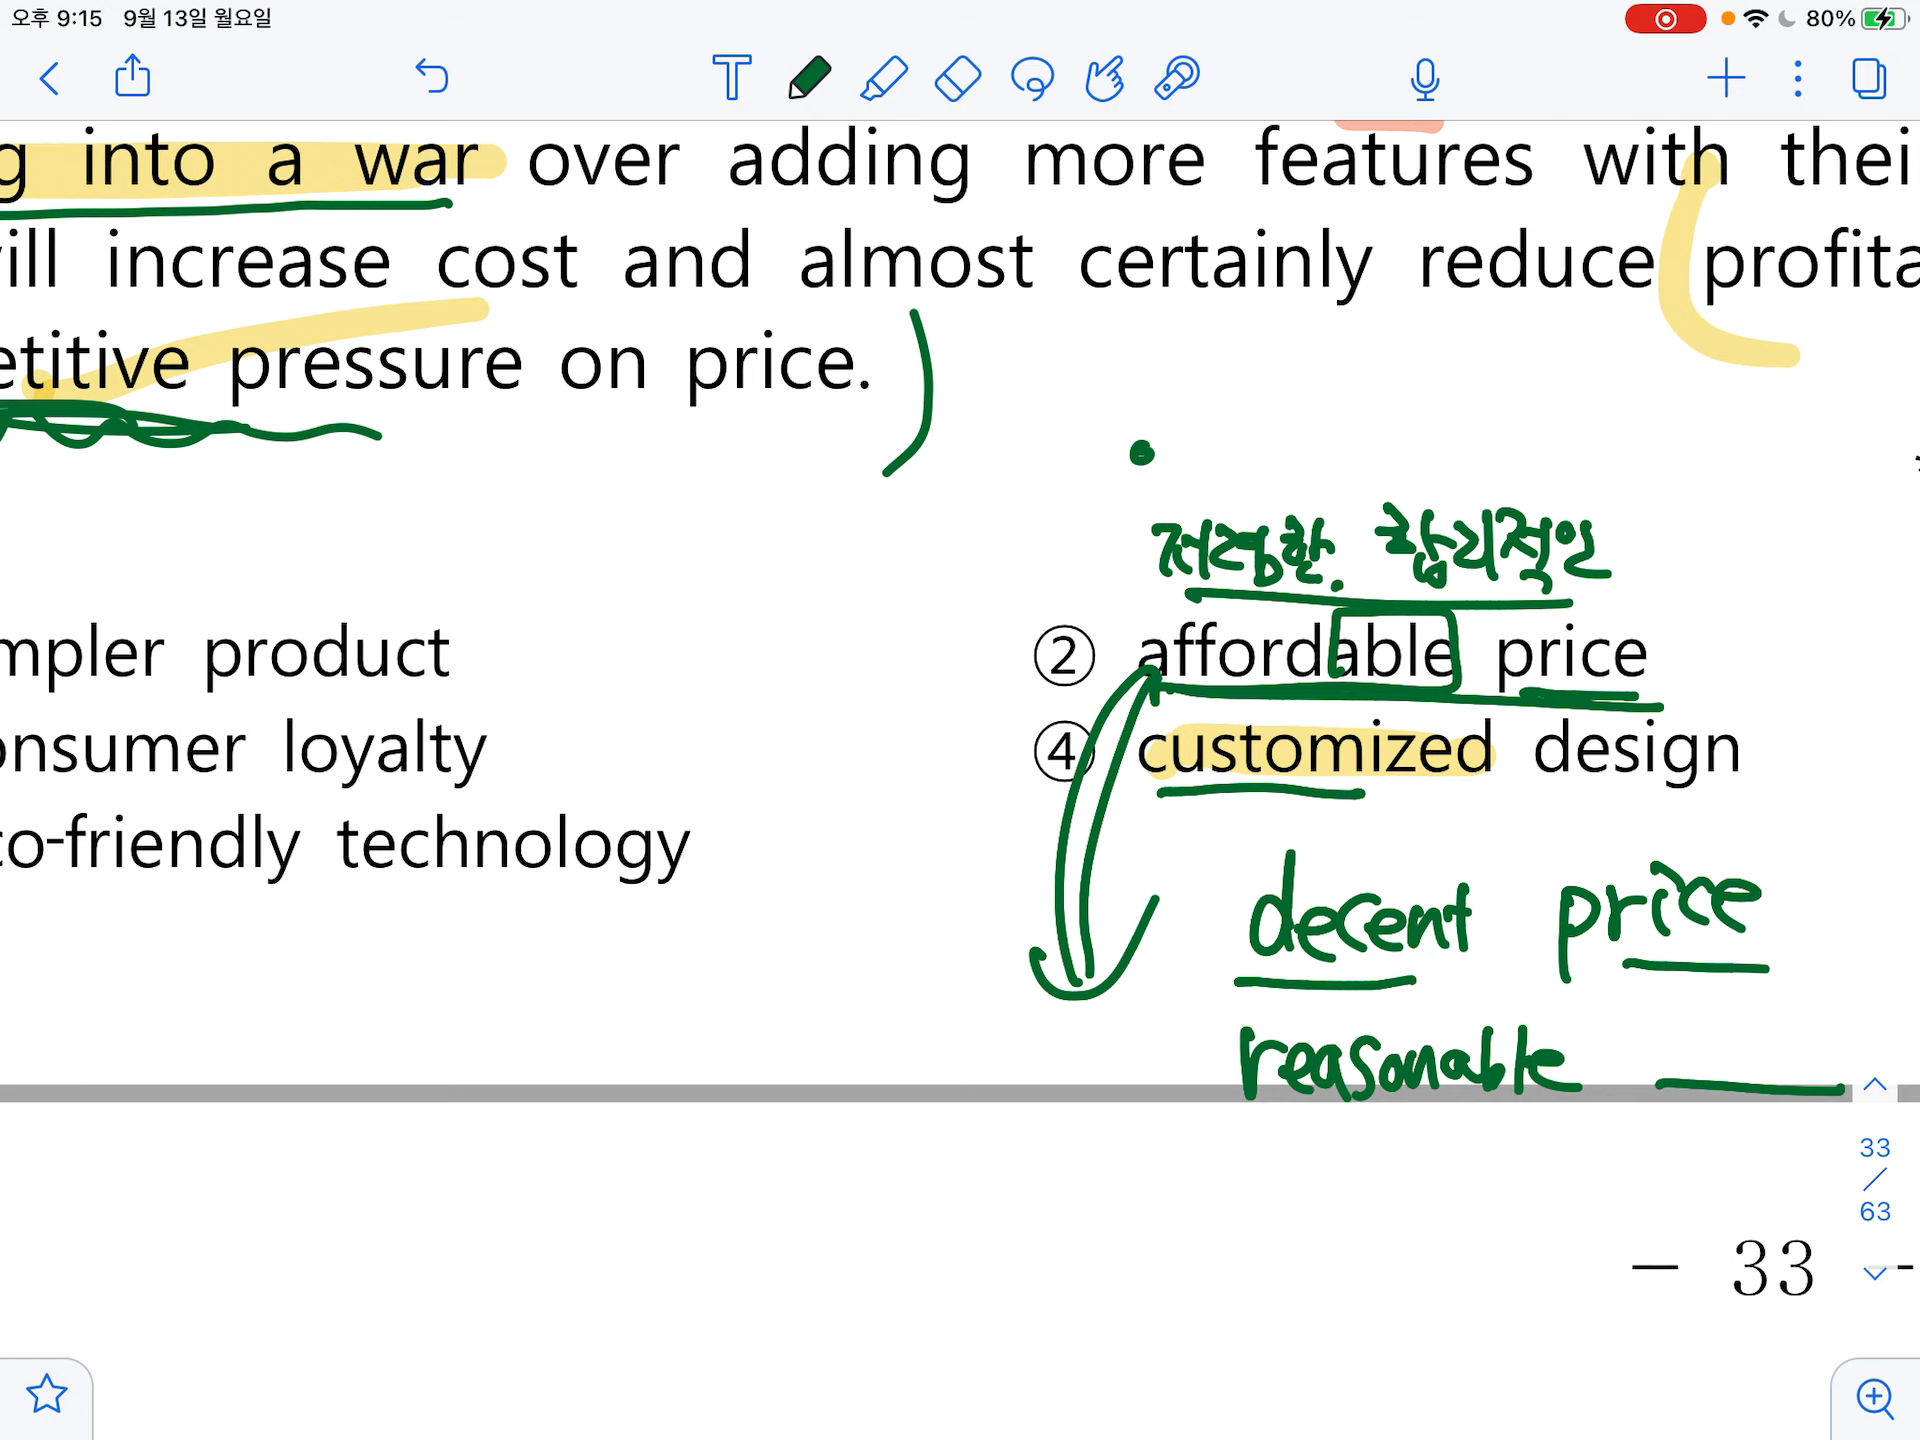 오후 9:15 9월 13일 월요일 80%
g into a war over adding more features with thei
ill increase cost and almost certainly reduce profita
etitive pressure on price.
저렴한. 합리적인
mpler product ② affordable price
onsumer loyalty ④ customized design
co-friendly technology
decent price
reasonable
33
/
63
- 33 -